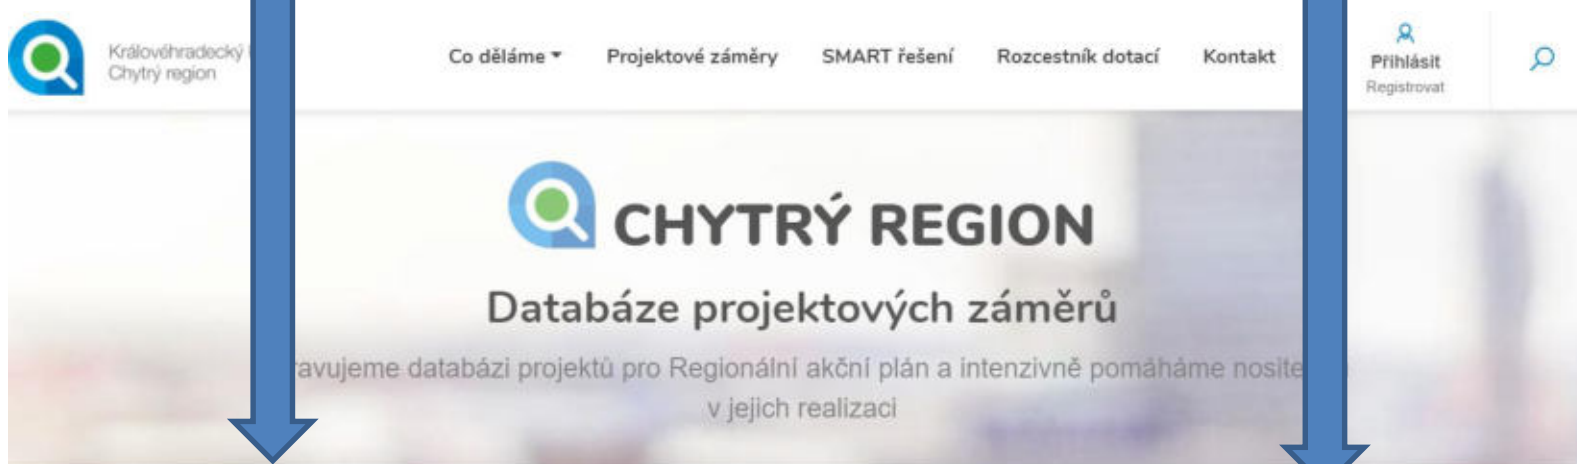 Královéhradecký
Chytrý region
Co děláme
Projektové záměry
SMART řešení
Rozcestník dotací
Kontakt
Přihlásit
Registrovat
CHYTRÝ REGION
Databáze projektových záměrů
databázi projektů pro Regionální akční plán a intenzivně pomáháme
v jejich realizaci